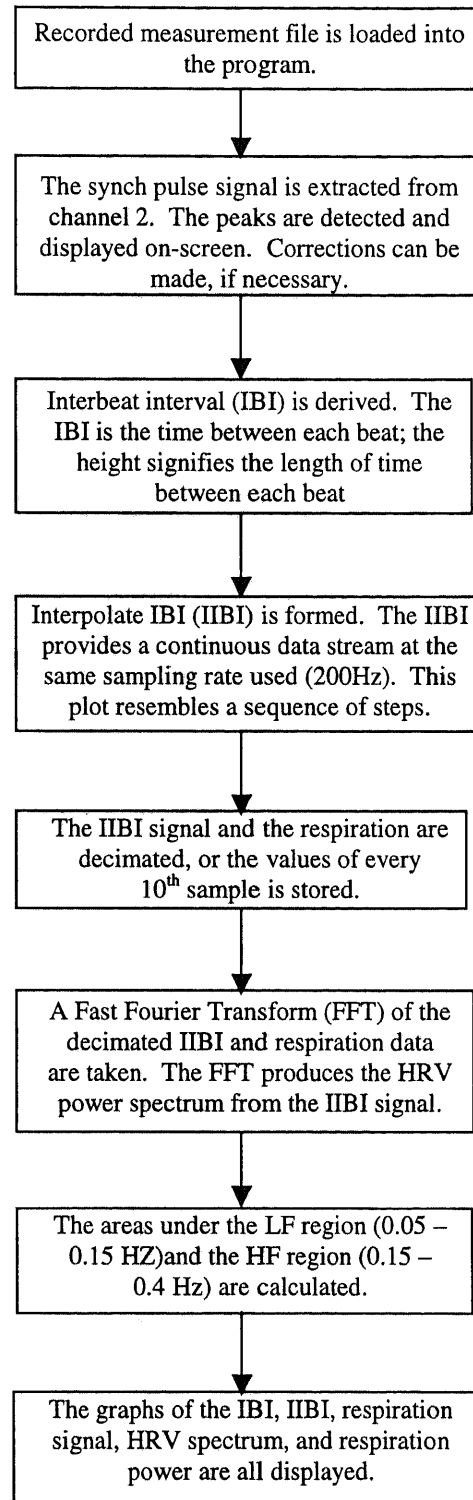 Recorded measurement file is loaded into
the program.
The synch pulse signal is extracted from
channel 2. The peaks are detected and
displayed on-screen. Corrections can be
made, if necessary.
Interbeat interval (IBI) is derived. The
IBI is the time between each beat; the
height signifies the length of time
between each beat
Interpolate IBI (IIBI) is formed. The IIBI
provides a continuous data stream at the
same sampling rate used (200Hz). This
plot resembles a sequence of steps.
The IIBI signal and the respiration are
decimated, or the values of every
10th sample is stored.
A Fast Fourier Transform (FFT) of the
decimated IIBI and respiration data
are taken. The FFT produces the HRV
power spectrum from the IIBI signal.
The areas under the LF region (0.05 –
0.15 HZ)and the HF region (0.15 –
0.4 Hz) are calculated.
The graphs of the IBI, IIBI, respiration
signal, HRV spectrum, and respiration
power are all displayed.